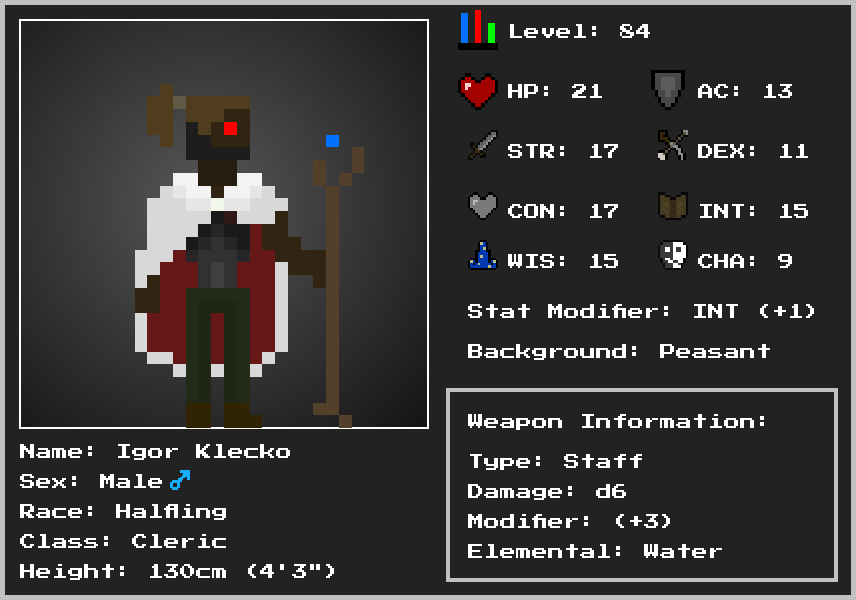 Level: 84
HP: 21 AC: 13
STR: 17 DEX: 11
CON: 17 INT: 15
WIS: 15 CHA: 9
Stat Modifier: INT (+1)
Background: Peasant
Weapon Information:
Type: Staff
Damage: d6
Modifier: (+3)
Elemental: Water
Name: Igor Klecko
Sex: Male♂
Race: Halfling
Class: Cleric
Height: 130cm (4'3")